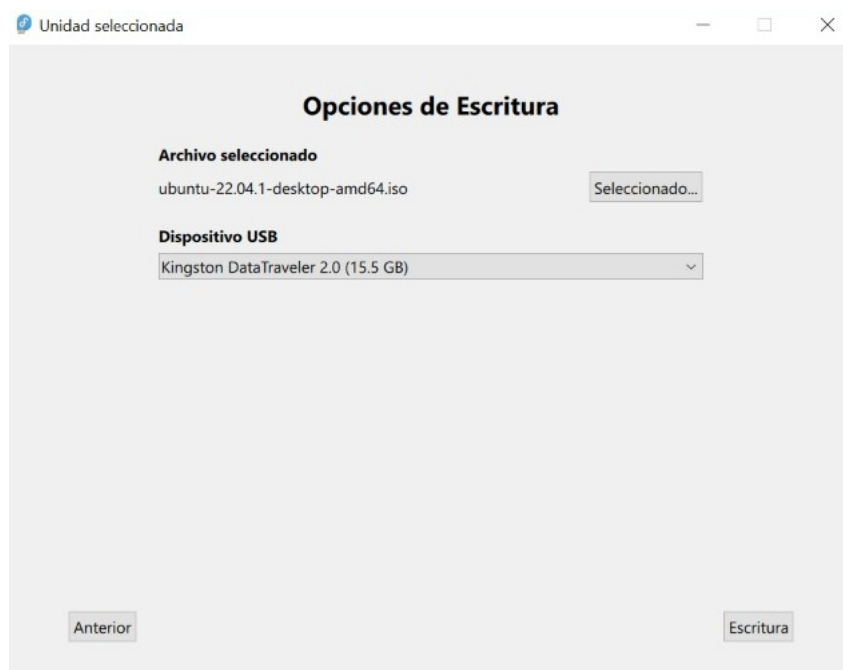 Unidad seleccionada
Opciones de Escritura
Archivo seleccionado
ubuntu-22.04.1-desktop-amd64.iso
Seleccionado...
Dispositivo USB
Kingston DataTraveler 2.0 (15.5 GB)
Anterior
Escritura